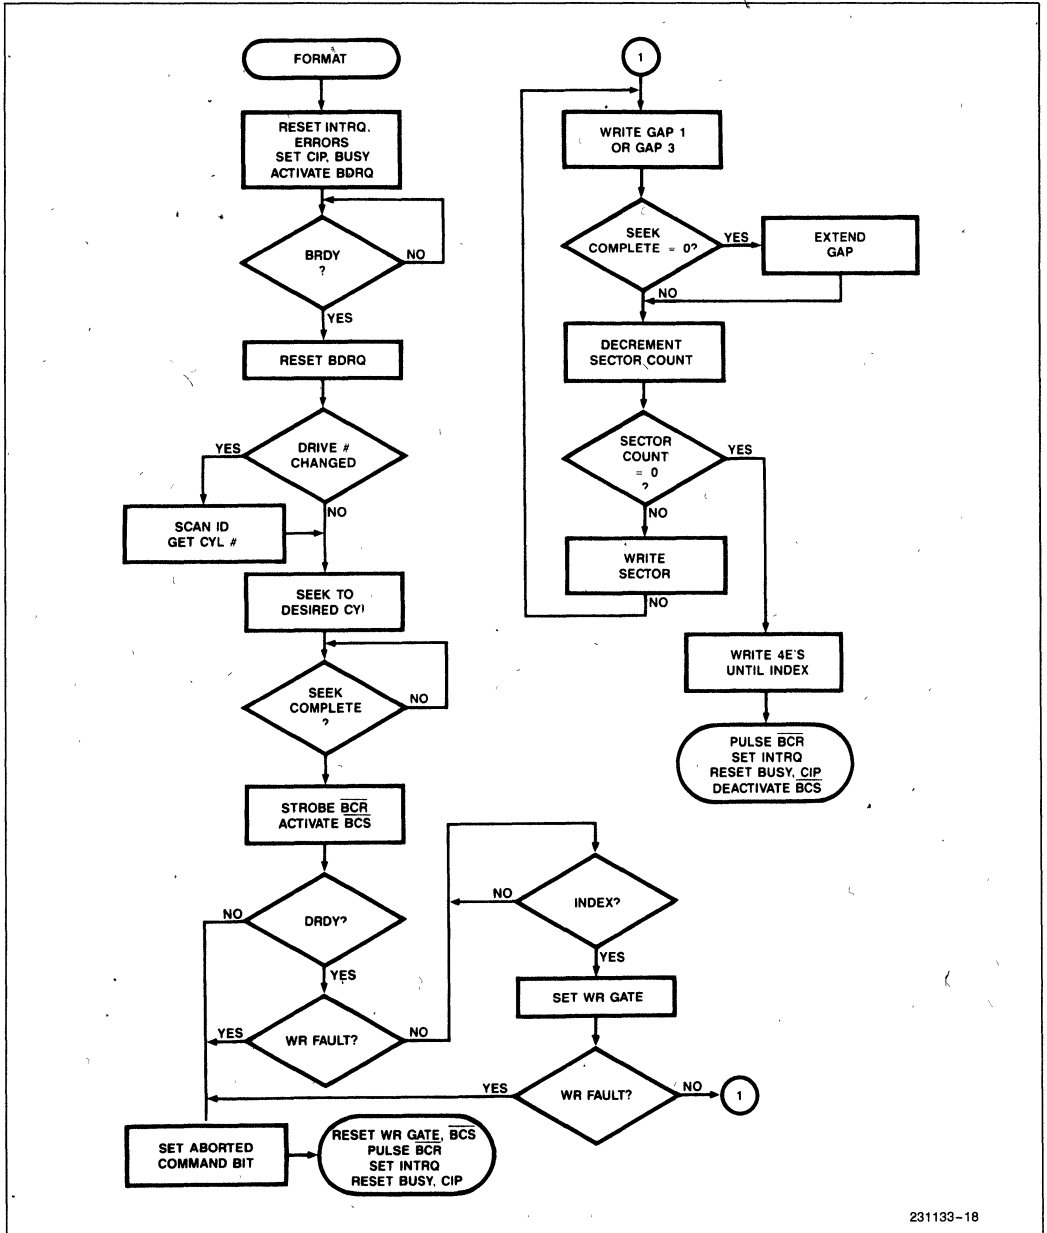 FORMAT
RESET INTRQ,
ERRORS
SET CIP, BUSY
ACTIVATE BDRQ
BRDY
?
NO
YES
RESET BDRQ
DRIVE #
CHANGED
YES
NO
SCAN ID
GET CYL #
SEEK TO
DESIRED CYL
SEEK
COMPLETE
?
NO
STROBE BCR
ACTIVATE BCS
DRDY?
NO
YES
WR FAULT?
YES
NO
SET ABORTED
COMMAND BIT
RESET WR GATE, BCS
PULSE BCR
SET INTRQ
RESET BUSY, CIP
INDEX?
NO
YES
SET WR GATE
WR FAULT?
YES
NO
1
1
WRITE GAP 1
OR GAP 3
SEEK
COMPLETE = 0?
YES
EXTEND
GAP
NO
DECREMENT
SECTOR COUNT
SECTOR
COUNT
= 0
?
YES
NO
WRITE
SECTOR
NO
WRITE 4E'S
UNTIL INDEX
PULSE BCR
SET INTRQ
RESET BUSY, CIP
DEACTIVATE BCS
231133-18